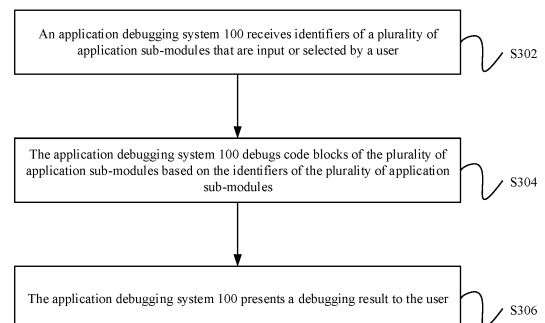 An application debugging system 100 receives identifiers of a plurality of
application sub-modules that are input or selected by a user
S302
The application debugging system 100 debugs code blocks of the plurality of
application sub-modules based on the identifiers of the plurality of application
sub-modules
S304
The application debugging system 100 presents a debugging result to the user
S306